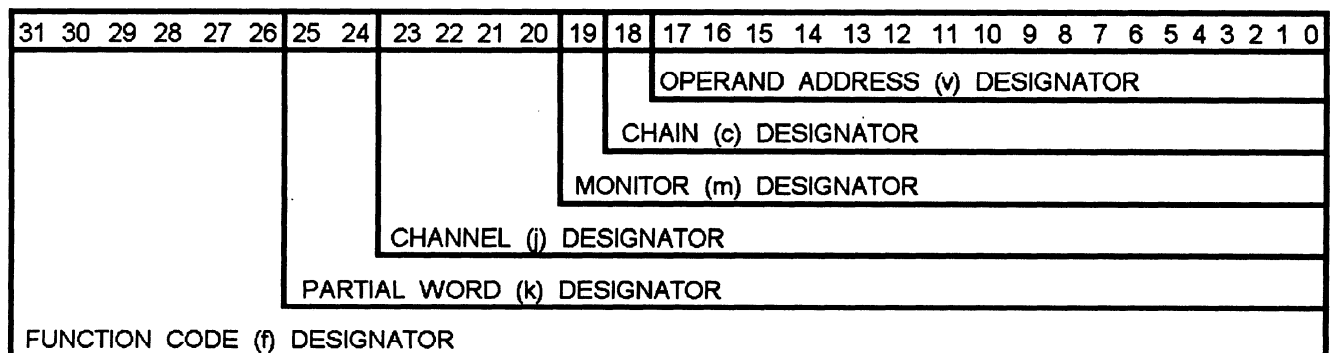 31 30 29 28 27 26 25 24 23 22 21 20 19 18 17 16 15 14 13 12 11 10 9 8 7 6 5 4 3 2 1 0
OPERAND ADDRESS (v) DESIGNATOR
CHAIN (c) DESIGNATOR
MONITOR (m) DESIGNATOR
CHANNEL (j) DESIGNATOR
PARTIAL WORD (k) DESIGNATOR
FUNCTION CODE (f) DESIGNATOR